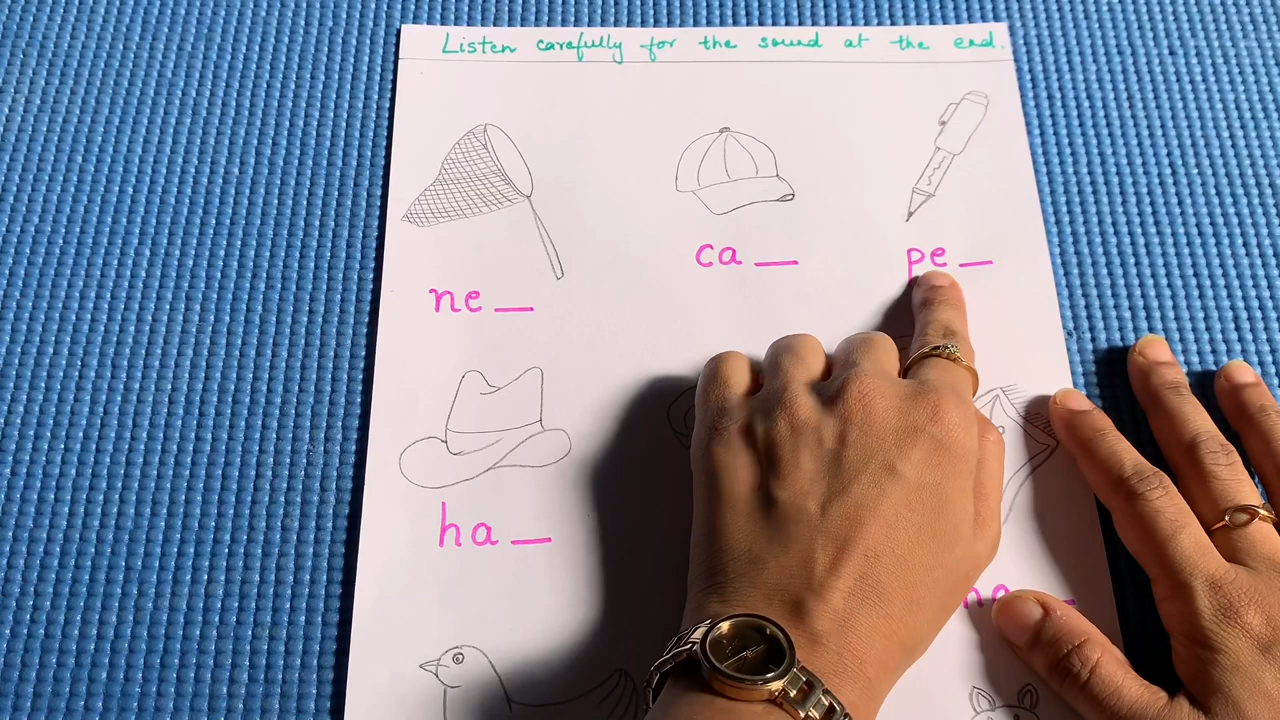 Listen carefully for the sound at the end.
ca _ pe _
ne _
ha _